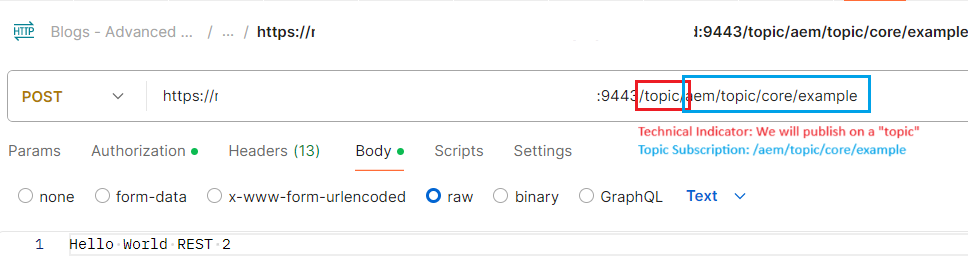 HTTP Blogs - Advanced ... / ... / https://r d:9443/topic/aem/topic/core/example
POST https://r :9443/topic/aem/topic/core/example
Technical Indicator: We will publish on a "topic"
Topic Subscription: /aem/topic/core/example
Params Authorization Headers (13) Body Scripts Settings
none form-data x-www-form-urlencoded raw binary GraphQL Text
1 Hello World REST 2